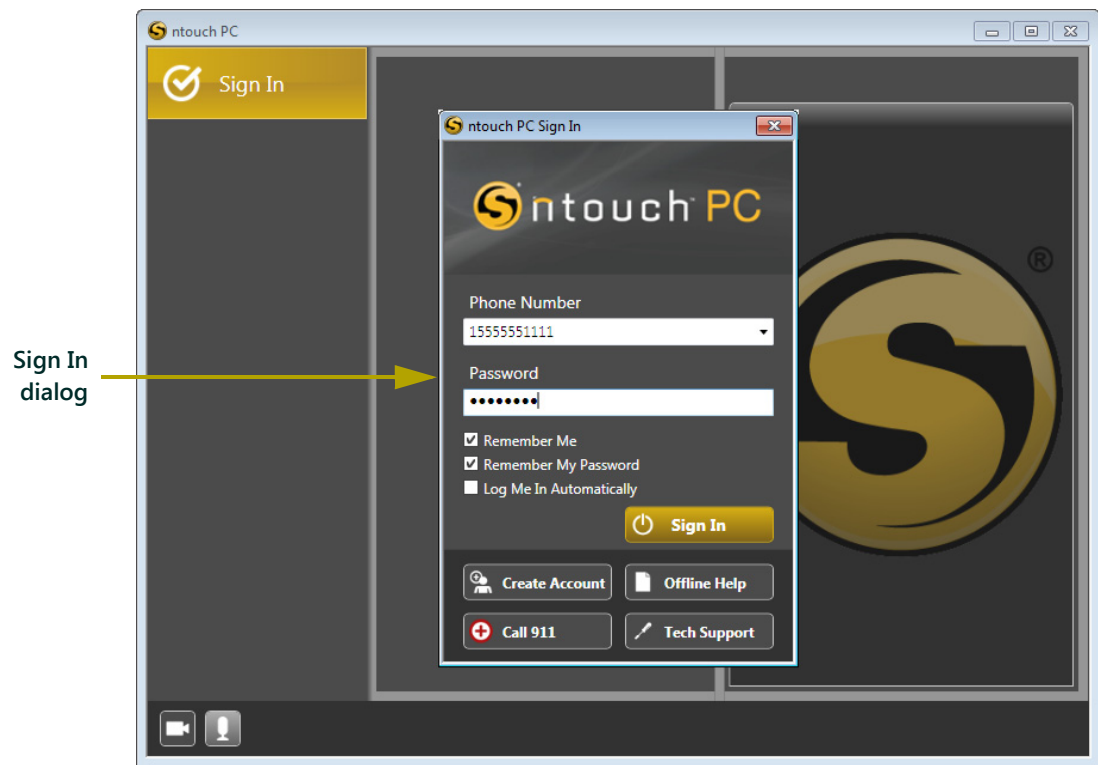 ntouch PC
Sign In
ntouch PC Sign In
ntouch PC
Phone Number
15555551111
Password
••••••••
Remember Me
Remember My Password
Log Me In Automatically
Sign In
Create Account
Offline Help
Call 911
Tech Support
Sign In
dialog
S
®